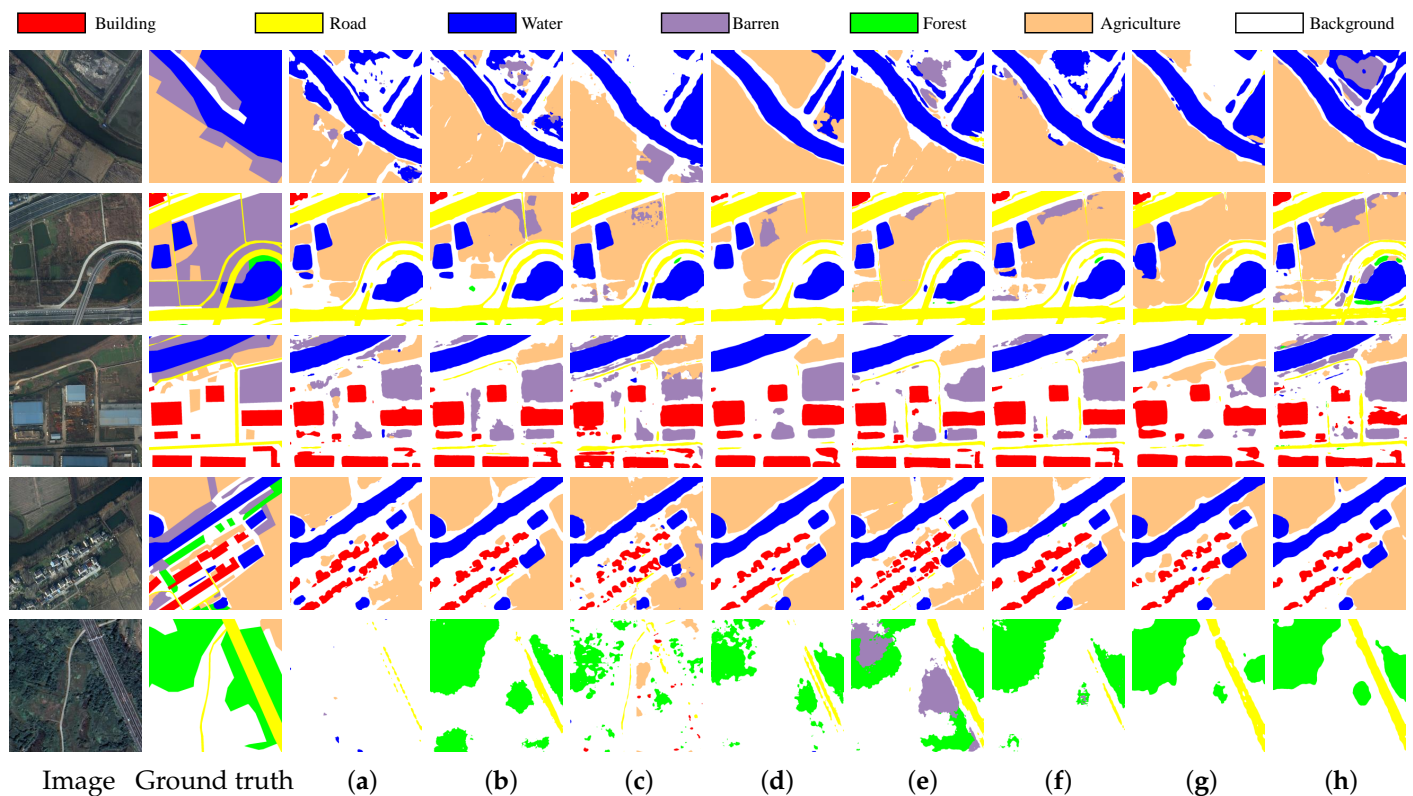 Building Road Water Barren Forest Agriculture Background
Image Ground truth (a) (b) (c) (d) (e) (f) (g) (h)